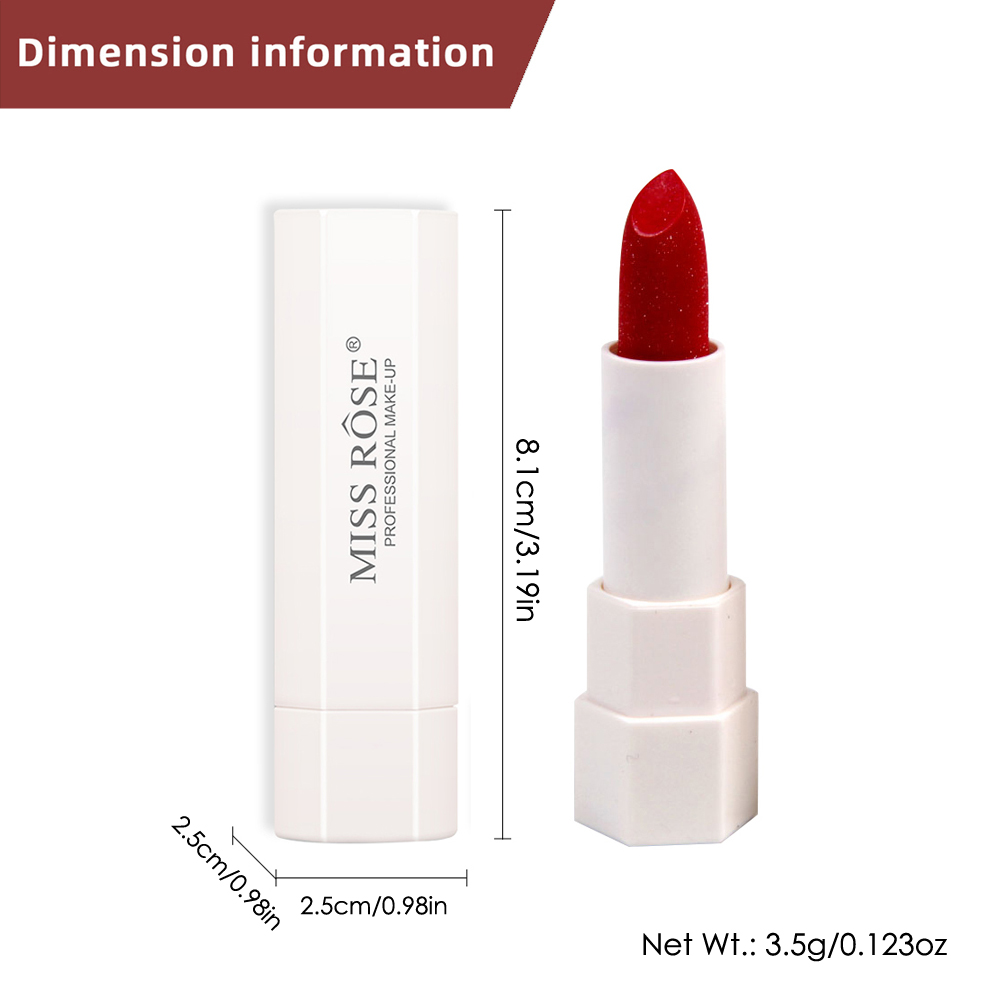 Dimension information
MISS RÔSE®
PROFESSIONAL MAKE-UP
8.1cm/3.19in
2.5cm/0.98in
2.5cm/0.98in
Net Wt.: 3.5g/0.123oz